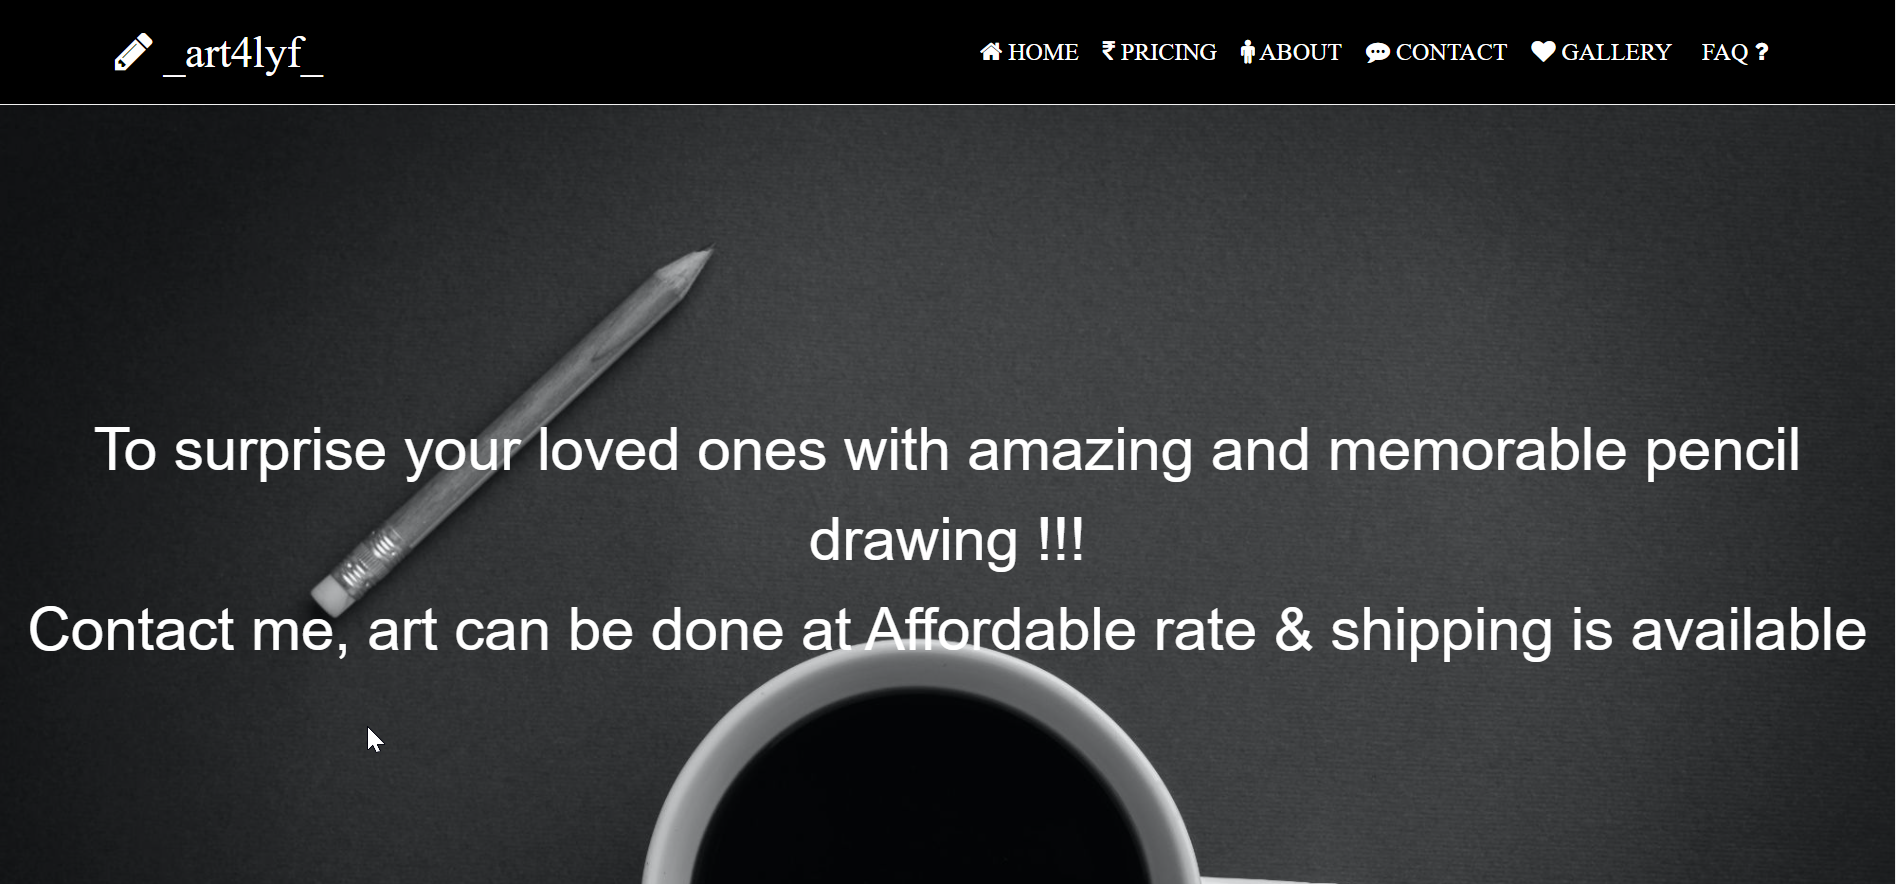 _art4lyf_
HOME ₹ PRICING ABOUT CONTACT GALLERY FAQ ?
To surprise your loved ones with amazing and memorable pencil
drawing !!!
Contact me, art can be done at Affordable rate & shipping is available